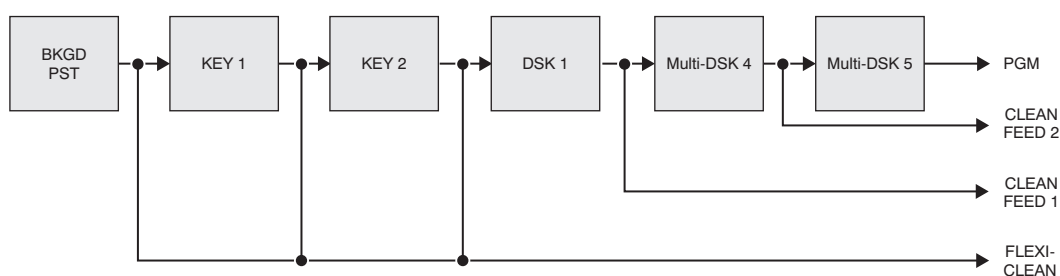 BKGD
PST
KEY 1
KEY 2
DSK 1
Multi-DSK 4
Multi-DSK 5
PGM
CLEAN
FEED 2
CLEAN
FEED 1
FLEXI-
CLEAN